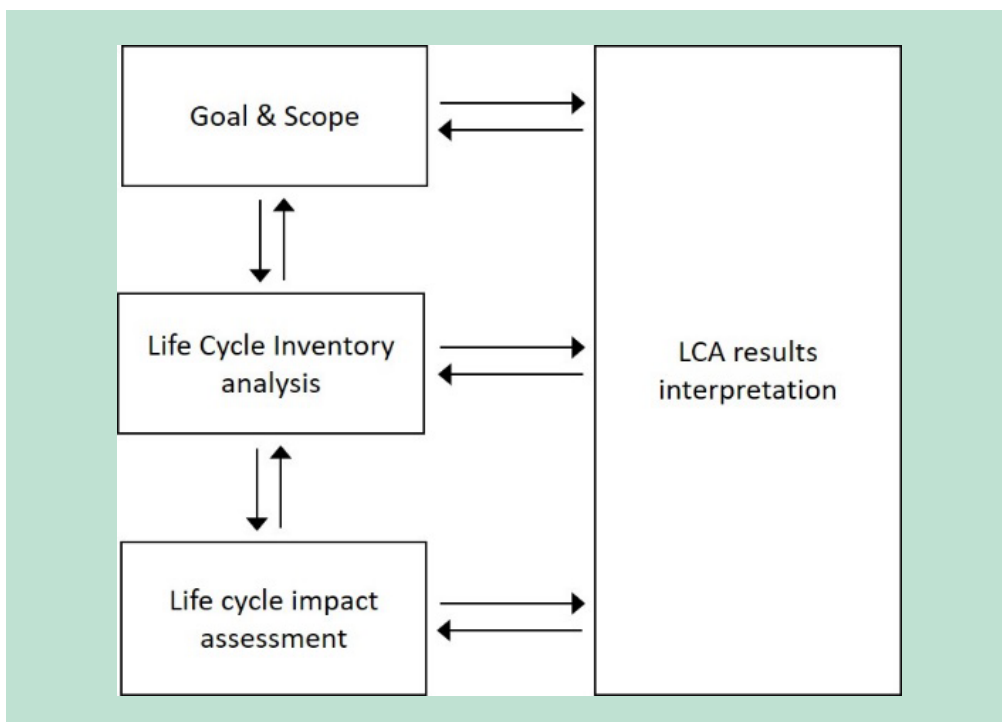 Goal & Scope
Life Cycle Inventory
analysis
LCA results
interpretation
Life cycle impact
assessment